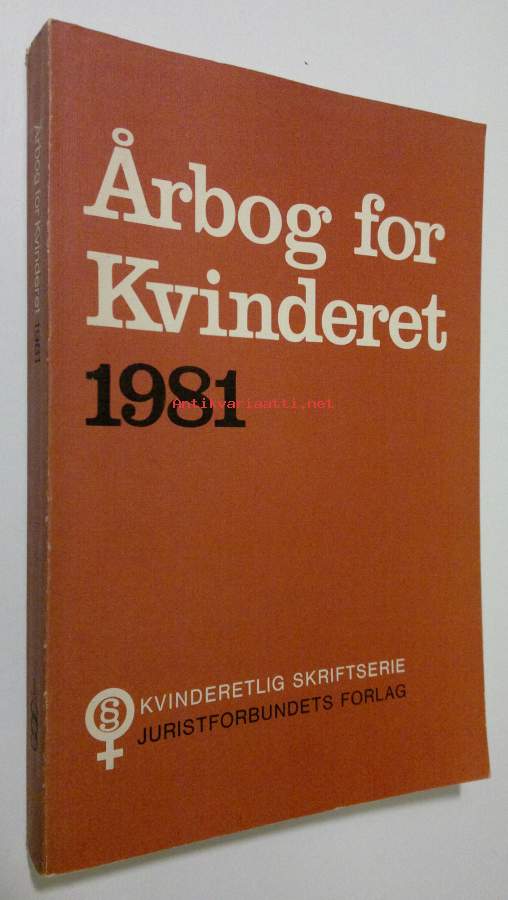 Årbog for
Kvinderet
1981
Antikvariaatti.net
§
KVINDERETLIG SKRIFTSERIE
JURISTFORBUNDETS FORLAG
Årbog for Kvinderet 1981